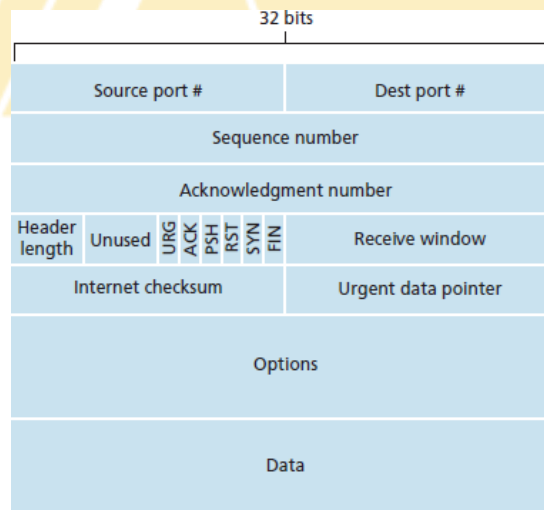 32 bits
Source port # Dest port #
Sequence number
Acknowledgment number
Header length Unused URG ACK PSH RST SYN FIN Receive window
Internet checksum Urgent data pointer
Options
Data